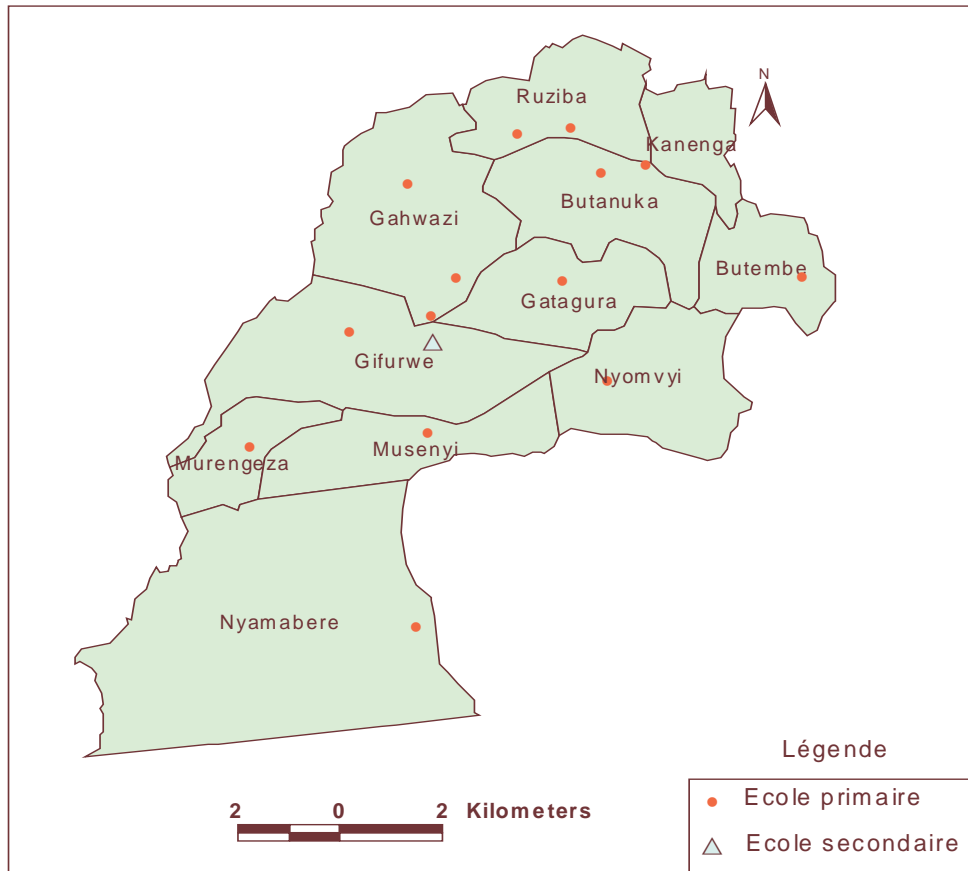 N
Ruziba
Kanenga
Butanuka
Gahwazi
Butembe
Gatagura
Gifurwe
Nyomvyi
Musenyi
Murengeza
Nyamabere
Légende
2 0 2 Kilometers
Ecole primaire
Ecole secondaire